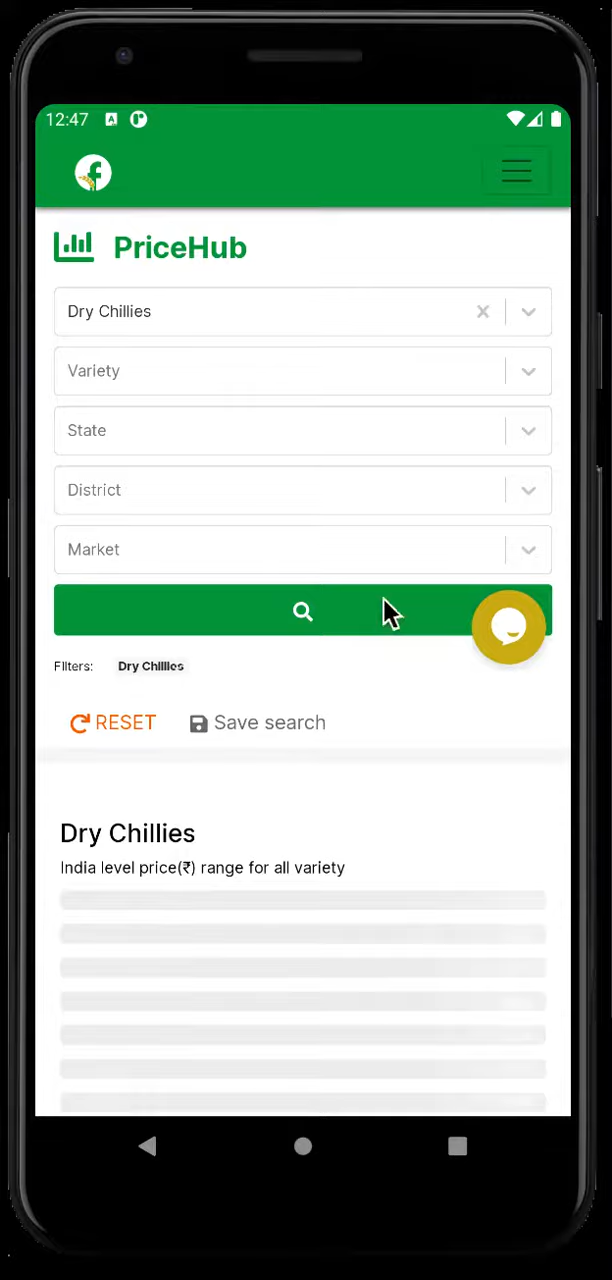 12:47
PriceHub
Dry Chillies
Variety
State
District
Market
Filters: Dry Chillies
RESET Save search
Dry Chillies
India level price(₹) range for all variety